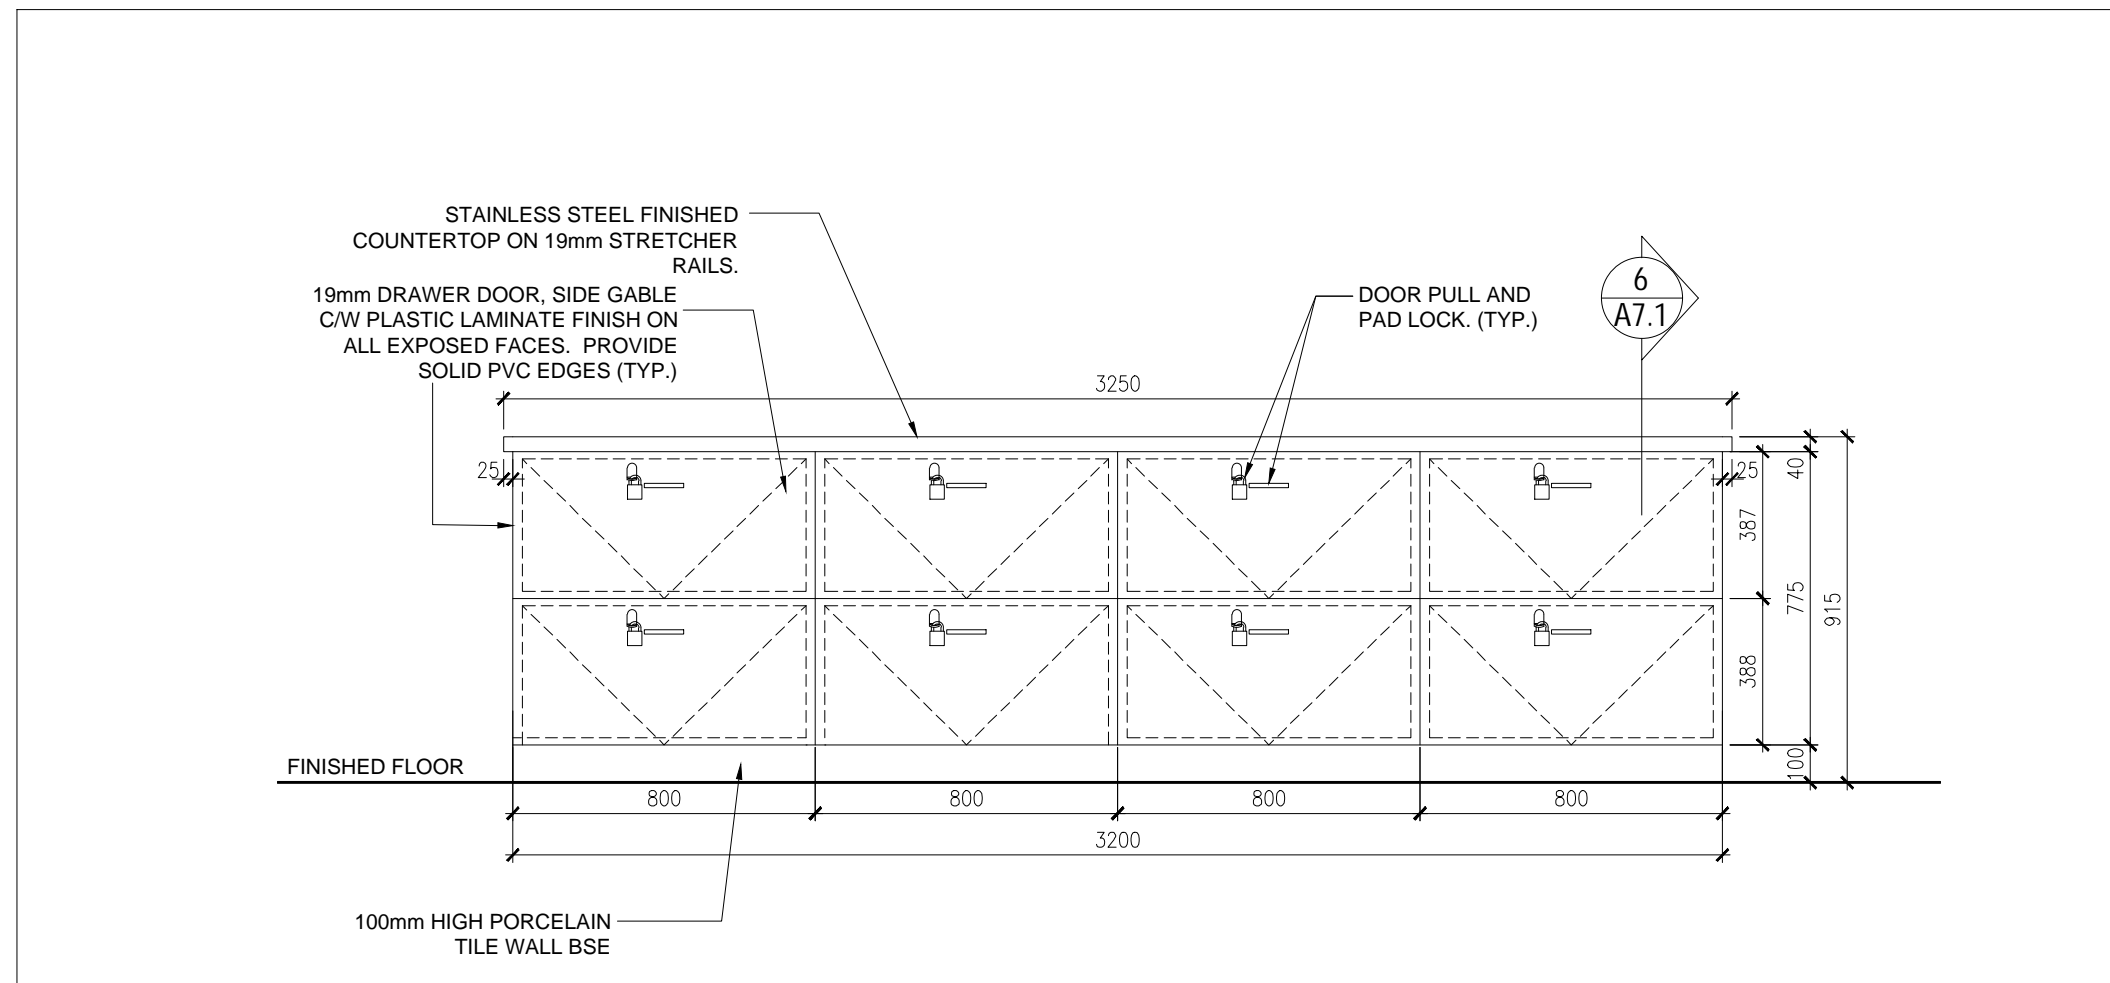 STAINLESS STEEL FINISHED
COUNTERTOP ON 19mm STRETCHER
RAILS.
19mm DRAWER DOOR, SIDE GABLE
C/W PLASTIC LAMINATE FINISH ON
ALL EXPOSED FACES. PROVIDE
SOLID PVC EDGES (TYP.)
DOOR PULL AND
PAD LOCK. (TYP.)
6
A7.1
3250
25
25
40
387
775
915
388
100
FINISHED FLOOR
800
800
800
800
3200
100mm HIGH PORCELAIN
TILE WALL BSE